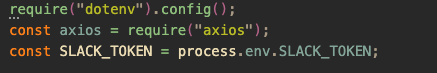 require("dotenv").config();
const axios = require("axios");
const SLACK_TOKEN = process.env.SLACK_TOKEN;